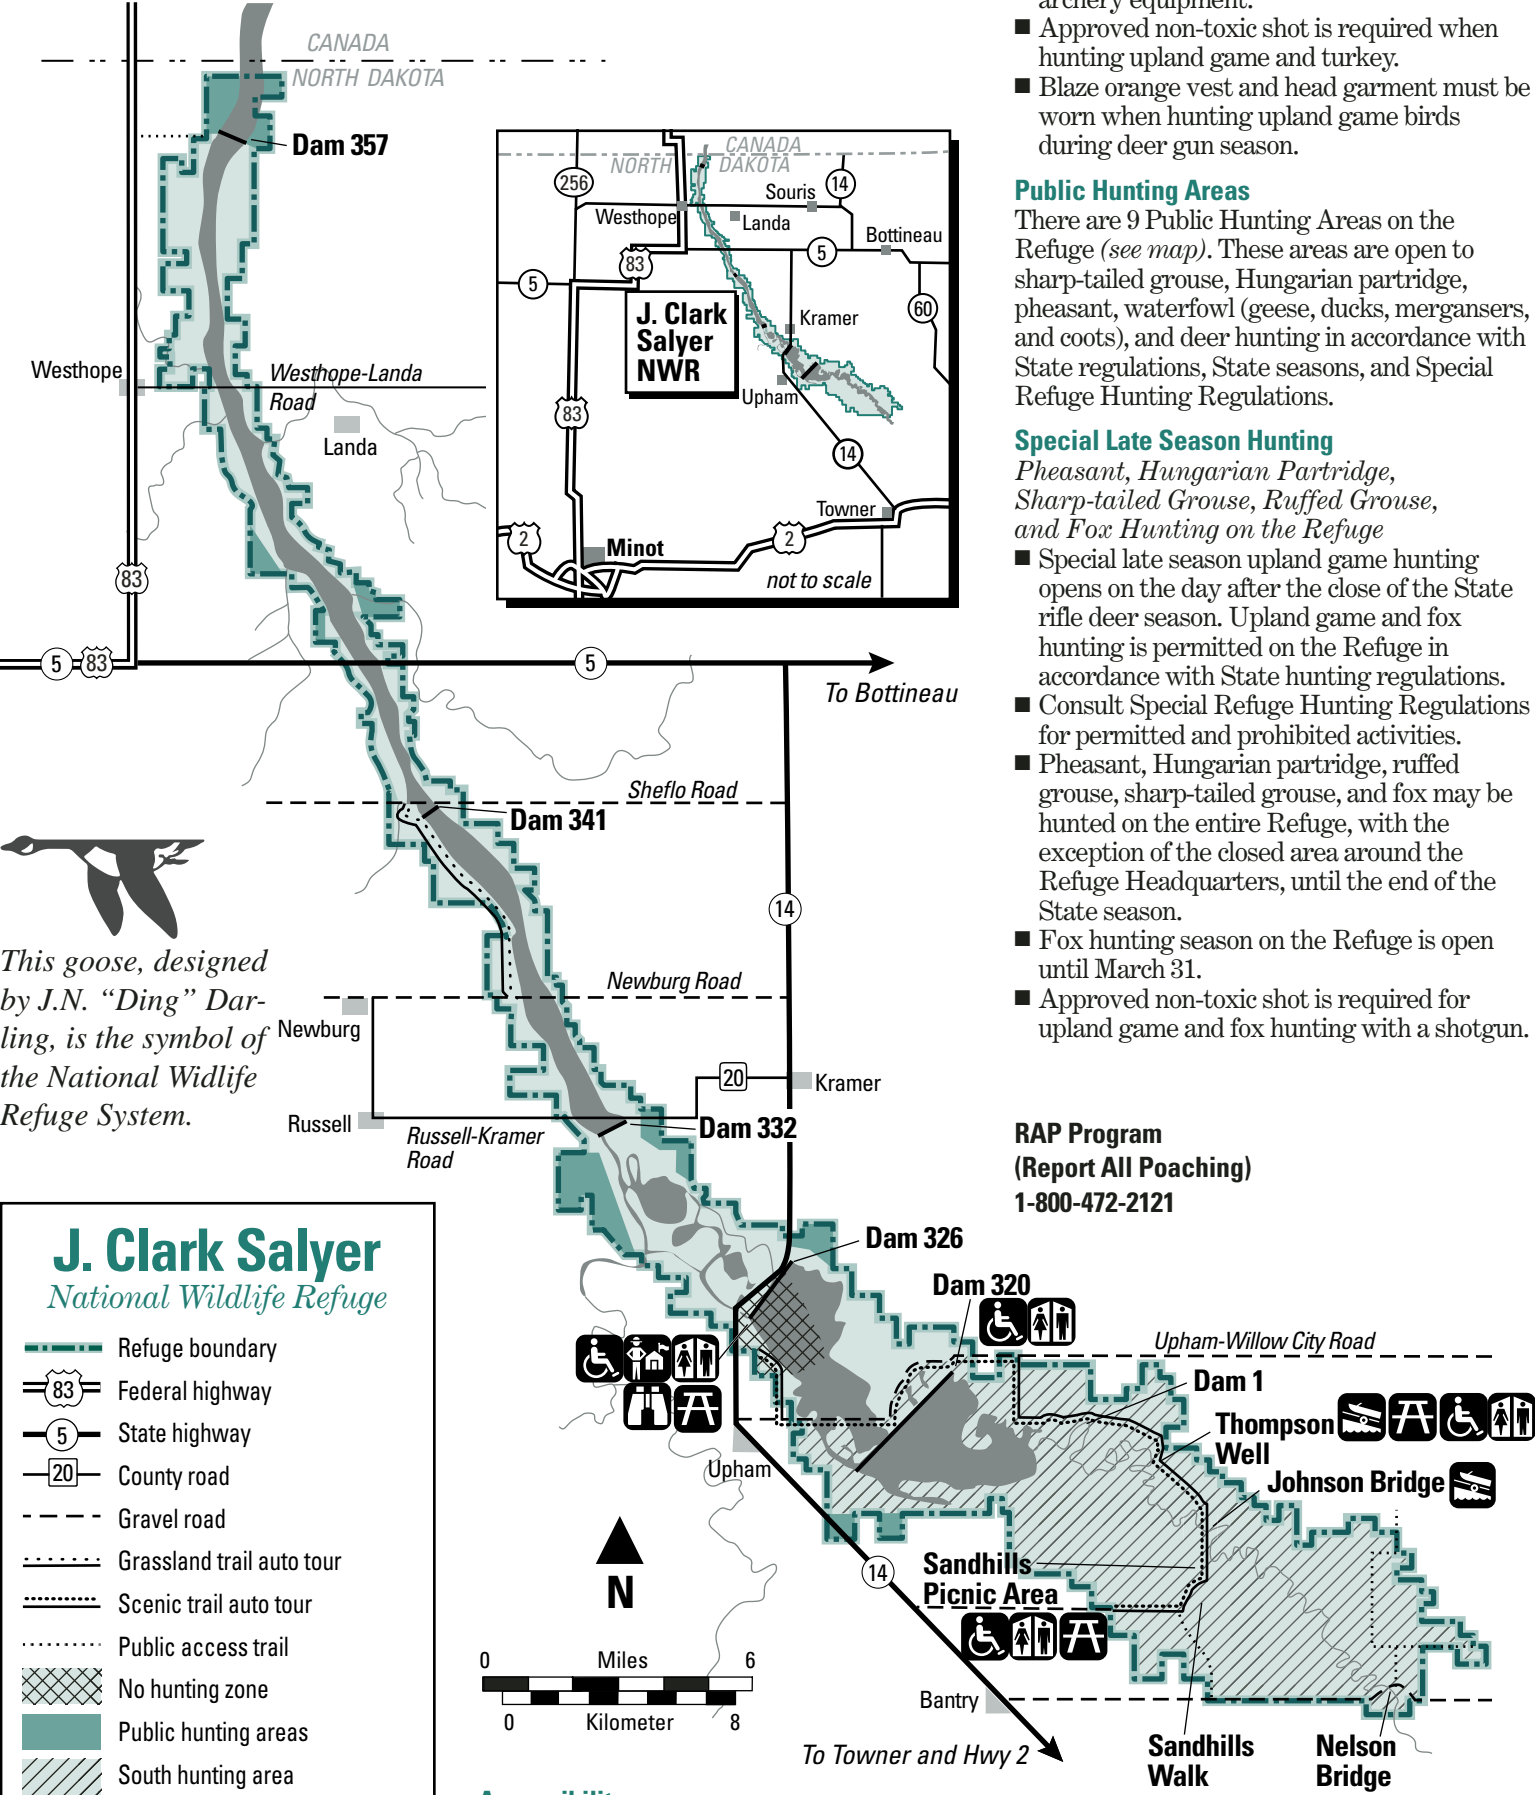 CANADA
NORTH DAKOTA
Dam 357
CANADA
NORTH DAKOTA
256
14
Souris
Westhope
Landa
Bottineau
83
5
5
60
J. Clark
Salyer
NWR
Kramer
Upham
83
14
Towner
2
2
Minot
not to scale
Westhope
Westhope-Landa
Road
Landa
83
5
83
5
To Bottineau
Sheflo Road
Dam 341
14
This goose, designed
by J.N. “Ding” Dar-
ling, is the symbol of
the National Widlife
Refuge System.
Newburg Road
Newburg
20
Kramer
Russell
Russell-Kramer
Road
Dam 332
Dam 326
Dam 320
Upham-Willow City Road
Dam 1
Thompson
Well
Johnson Bridge
Upham
Sandhills
Picnic Area
14
N
0 Miles 6
0 Kilometer 8
Bantry
To Towner and Hwy 2
Sandhills
Walk
Nelson
Bridge
J. Clark Salyer
National Wildlife Refuge
Refuge boundary
83 Federal highway
5 State highway
20 County road
Gravel road
Grassland trail auto tour
Scenic trail auto tour
Public access trail
No hunting zone
Public hunting areas
South hunting area
archery equipment.
■ Approved non-toxic shot is required when
hunting upland game and turkey.
■ Blaze orange vest and head garment must be
worn when hunting upland game birds
during deer gun season.
Public Hunting Areas
There are 9 Public Hunting Areas on the
Refuge (see map). These areas are open to
sharp-tailed grouse, Hungarian partridge,
pheasant, waterfowl (geese, ducks, mergansers,
and coots), and deer hunting in accordance with
State regulations, State seasons, and Special
Refuge Hunting Regulations.
Special Late Season Hunting
Pheasant, Hungarian Partridge,
Sharp-tailed Grouse, Ruffed Grouse,
and Fox Hunting on the Refuge
■ Special late season upland game hunting
opens on the day after the close of the State
rifle deer season. Upland game and fox
hunting is permitted on the Refuge in
accordance with State hunting regulations.
■ Consult Special Refuge Hunting Regulations
for permitted and prohibited activities.
■ Pheasant, Hungarian partridge, ruffed
grouse, sharp-tailed grouse, and fox may be
hunted on the entire Refuge, with the
exception of the closed area around the
Refuge Headquarters, until the end of the
State season.
■ Fox hunting season on the Refuge is open
until March 31.
■ Approved non-toxic shot is required for
upland game and fox hunting with a shotgun.
RAP Program
(Report All Poaching)
1-800-472-2121